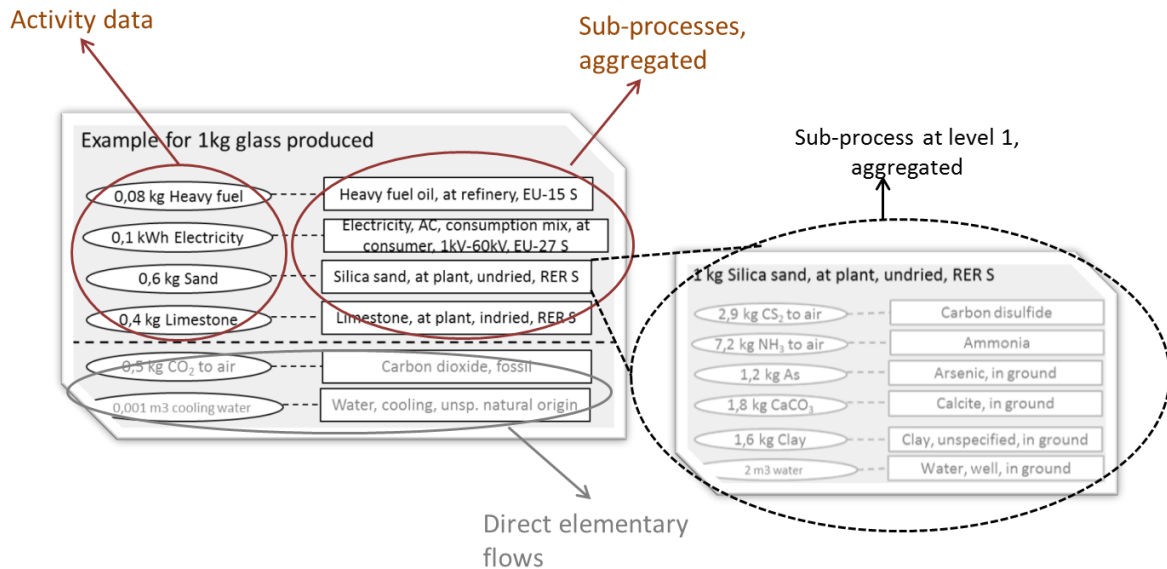 Activity data
Sub-processes,
aggregated
Example for 1kg glass produced
0,08 kg Heavy fuel
Heavy fuel oil, at refinery, EU-15 S
0,1 kWh Electricity
Electricity, AC, consumption mix, at
consumer, 1kV-60kV, EU-27 S
0,6 kg Sand
Silica sand, at plant, undried, RER S
0,4 kg Limestone
Limestone, at plant, indried, RER S
0,5 kg CO₂ to air
Carbon dioxide, fossil
0,001 m3 cooling water
Water, cooling, unsp. natural origin
Direct elementary
flows
Sub-process at level 1,
aggregated
1 kg Silica sand, at plant, undried, RER S
2,9 kg CS₂ to air
Carbon disulfide
7,2 kg NH₃ to air
Ammonia
1,2 kg As
Arsenic, in ground
1,8 kg CaCO₃
Calcite, in ground
1,6 kg Clay
Clay, unspecified, in ground
2 m3 water
Water, well, in ground